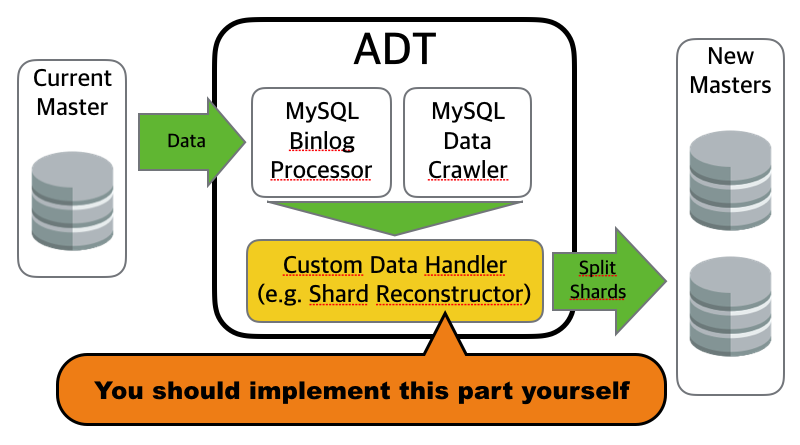 Current
Master
Data
ADT
MySQL
Binlog
Processor
MySQL
Data
Crawler
Custom Data Handler
(e.g. Shard Reconstructor)
Split
Shards
New
Masters
You should implement this part yourself